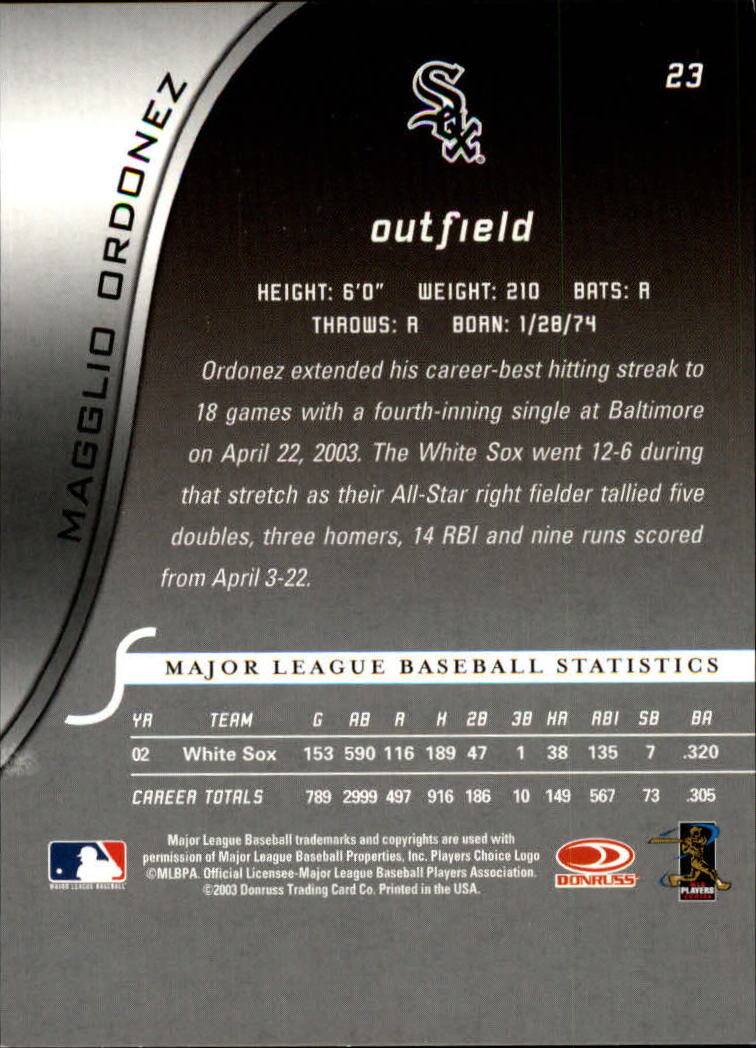 23
Sox
MAGGLIO ORDONEZ
outfield
HEIGHT: 6'0" WEIGHT: 210 BATS: R
THROWS: R BORN: 1/28/74
Ordonez extended his career-best hitting streak to
18 games with a fourth-inning single at Baltimore
on April 22, 2003. The White Sox went 12-6 during
that stretch as their All-Star right fielder tallied five
doubles, three homers, 14 RBI and nine runs scored
from April 3-22.
MAJOR LEAGUE BASEBALL STATISTICS
YR TEAM G AB R H 2B 3B HR RBI SB BA
02 White Sox 153 590 116 189 47 1 38 135 7 .320
CAREER TOTALS 789 2999 497 916 186 10 149 567 73 .305
Major League Baseball trademarks and copyrights are used with
permission of Major League Baseball Properties, Inc. Players Choice Logo
©MLBPA. Official Licensee-Major League Baseball Players Association.
©2003 Donruss Trading Card Co. Printed in the USA.
MAJOR LEAGUE BASEBALL
DONRUSS
PLAYERS
CHOICE